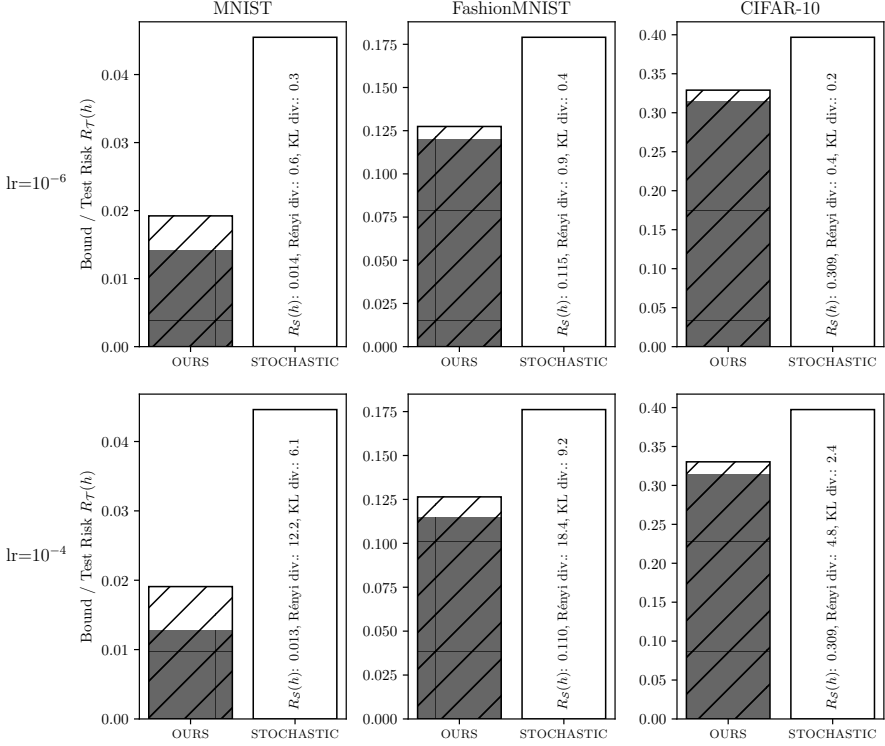 MNIST
FashionMNIST
CIFAR-10
lr=10⁻⁶
Bound / Test Risk R_𝒯(h)
0.04
0.03
0.02
0.01
0.00
R_𝒮(h): 0.014, Rényi div.: 0.6, KL div.: 0.3
OURS
STOCHASTIC
0.175
0.150
0.125
0.100
0.075
0.050
0.025
0.000
R_𝒮(h): 0.115, Rényi div.: 0.9, KL div.: 0.4
OURS
STOCHASTIC
0.40
0.35
0.30
0.25
0.20
0.15
0.10
0.05
0.00
R_𝒮(h): 0.309, Rényi div.: 0.4, KL div.: 0.2
OURS
STOCHASTIC
lr=10⁻⁴
Bound / Test Risk R_𝒯(h)
0.04
0.03
0.02
0.01
0.00
R_𝒮(h): 0.013, Rényi div.: 12.2, KL div.: 6.1
OURS
STOCHASTIC
0.175
0.150
0.125
0.100
0.075
0.050
0.025
0.000
R_𝒮(h): 0.110, Rényi div.: 18.4, KL div.: 9.2
OURS
STOCHASTIC
0.40
0.35
0.30
0.25
0.20
0.15
0.10
0.05
0.00
R_𝒮(h): 0.309, Rényi div.: 4.8, KL div.: 2.4
OURS
STOCHASTIC